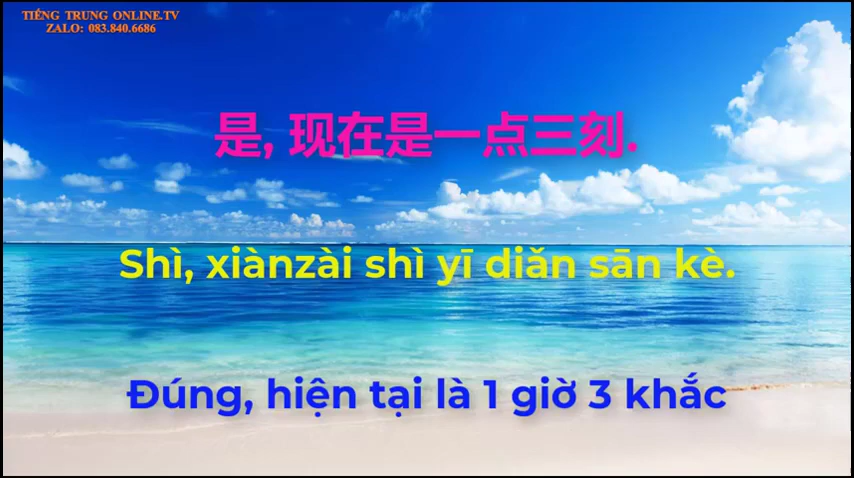 TIẾNG TRUNG ONLINE.TV
ZALO: 083.840.6686
是, 现在是一点三刻.
Shì, xiànzài shì yī diǎn sān kè.
Đúng, hiện tại là 1 giờ 3 khắc